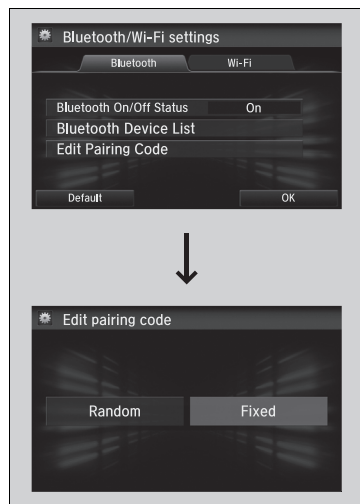 Bluetooth/Wi-Fi settings
Bluetooth Wi-Fi
Bluetooth On/Off Status On
Bluetooth Device List
Edit Pairing Code
Default OK
Edit pairing code
Random Fixed